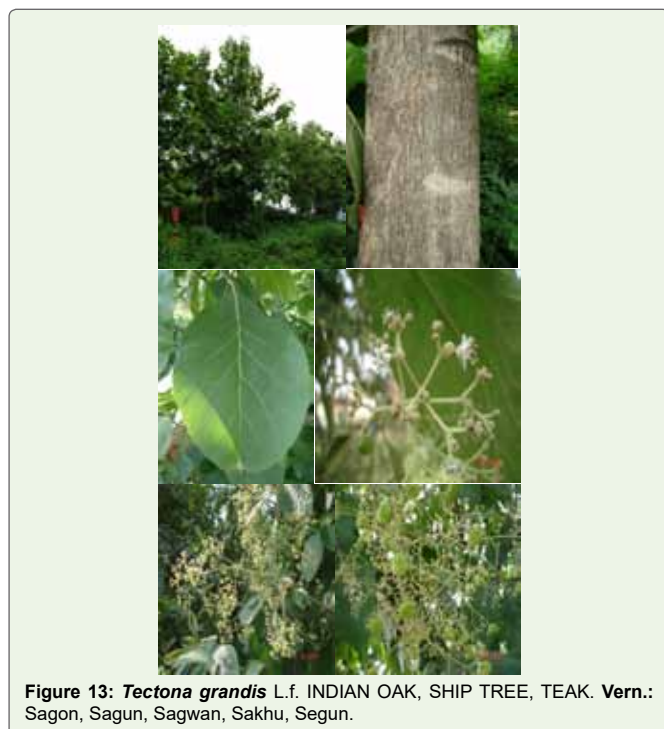 Figure 13: Tectona grandis L.f. INDIAN OAK, SHIP TREE, TEAK. Vern.:
Sagon, Sagun, Sagwan, Sakhu, Segun.